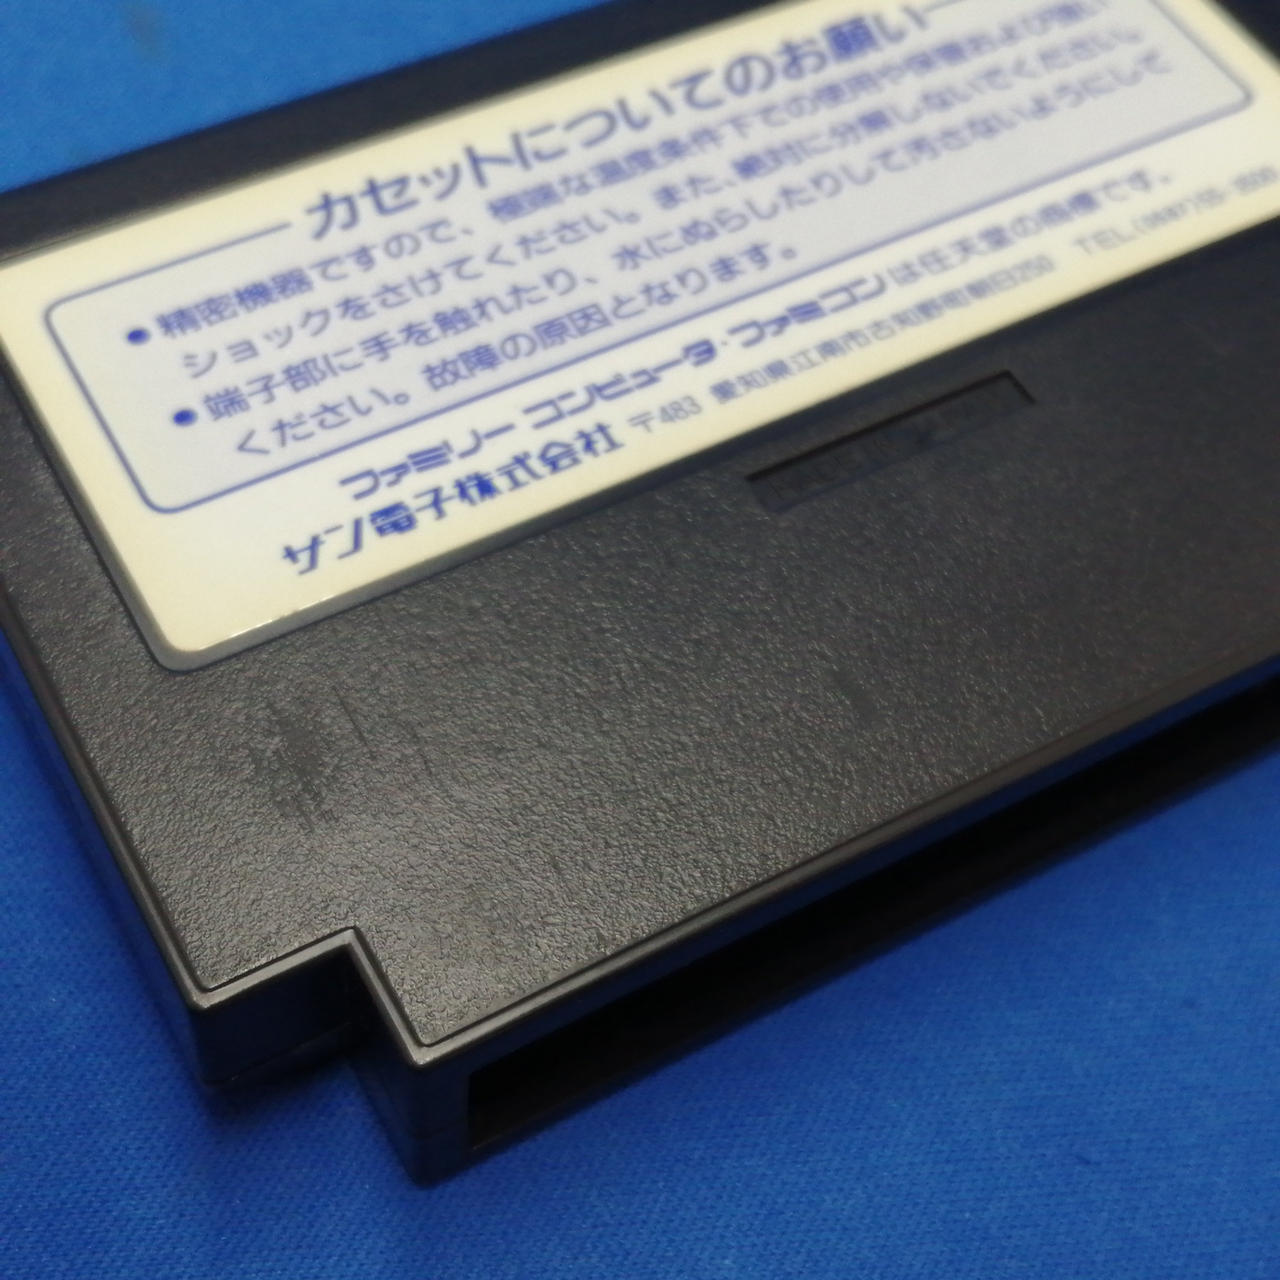 カセットについてのお願い
●精密機器ですので、極端な温度条件下での使用や保管および強い
ショックをさけてください。また、絶対に分解しないでください。
●端子部に手を触れたり、水にぬらしたりして汚さないようにして
ください。故障の原因となります。
ファミリーコンピュータ・ファミコンは任天堂の商標です。
サン電子株式会社 〒483 愛知県江南市古知野町朝日250 TEL(0587)55-
MADE IN JAPAN